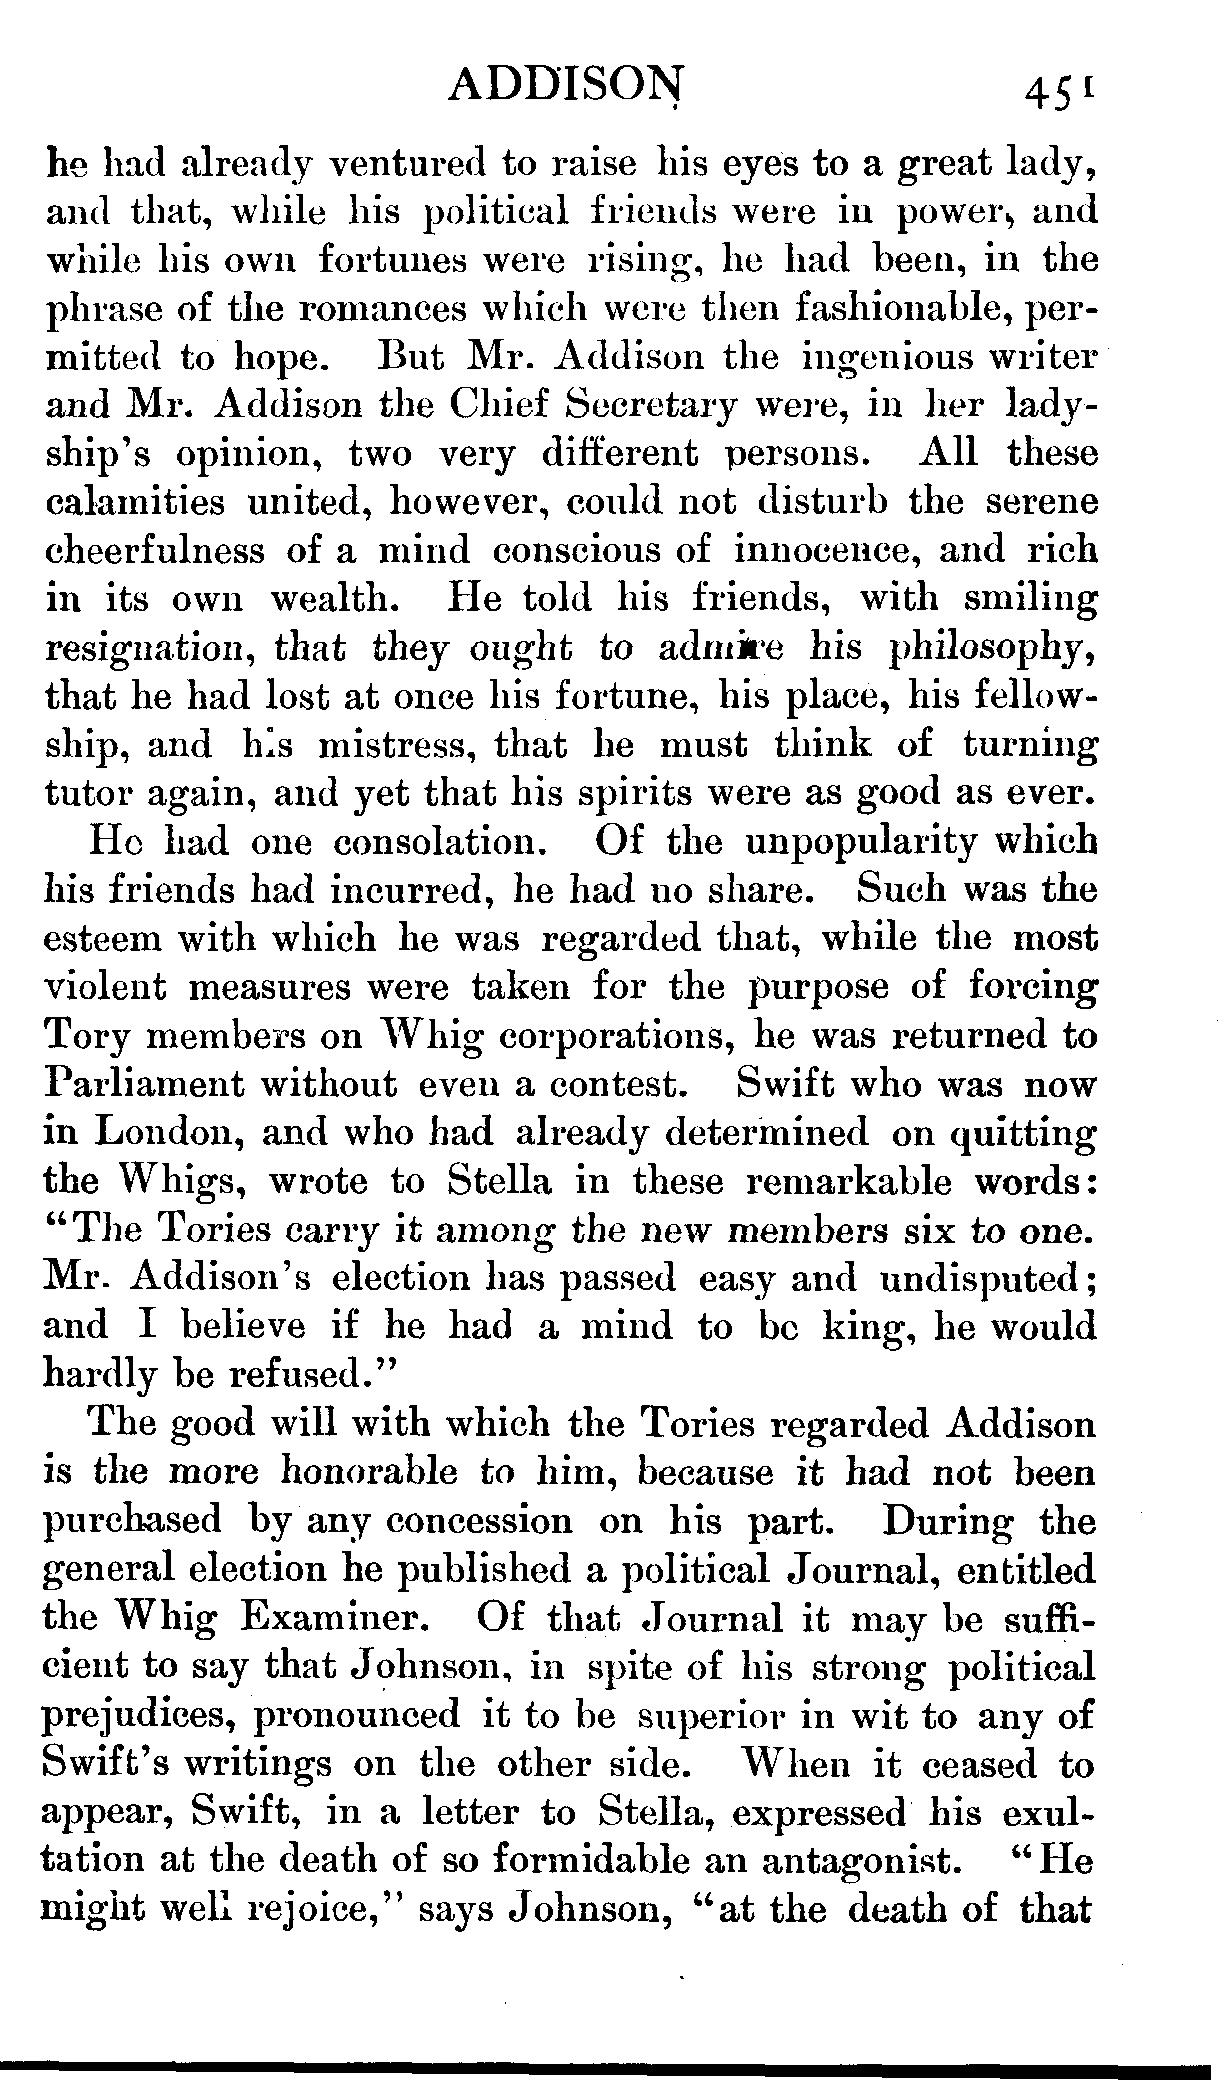 ADDISON 451
he had already ventured to raise his eyes to a great lady,
and that, while his political friends were in power, and
while his own fortunes were rising, he had been, in the
phrase of the romances which were then fashionable, per-
mitted to hope. But Mr. Addison the ingenious writer
and Mr. Addison the Chief Secretary were, in her lady-
ship's opinion, two very different persons. All these
calamities united, however, could not disturb the serene
cheerfulness of a mind conscious of innocence, and rich
in its own wealth. He told his friends, with smiling
resignation, that they ought to admire his philosophy,
that he had lost at once his fortune, his place, his fellow-
ship, and his mistress, that he must think of turning
tutor again, and yet that his spirits were as good as ever.
He had one consolation. Of the unpopularity which
his friends had incurred, he had no share. Such was the
esteem with which he was regarded that, while the most
violent measures were taken for the purpose of forcing
Tory members on Whig corporations, he was returned to
Parliament without even a contest. Swift who was now
in London, and who had already determined on quitting
the Whigs, wrote to Stella in these remarkable words:
"The Tories carry it among the new members six to one.
Mr. Addison's election has passed easy and undisputed;
and I believe if he had a mind to be king, he would
hardly be refused."
The good will with which the Tories regarded Addison
is the more honorable to him, because it had not been
purchased by any concession on his part. During the
general election he published a political Journal, entitled
the Whig Examiner. Of that Journal it may be suffi-
cient to say that Johnson, in spite of his strong political
prejudices, pronounced it to be superior in wit to any of
Swift's writings on the other side. When it ceased to
appear, Swift, in a letter to Stella, expressed his exul-
tation at the death of so formidable an antagonist. "He
might well rejoice," says Johnson, "at the death of that